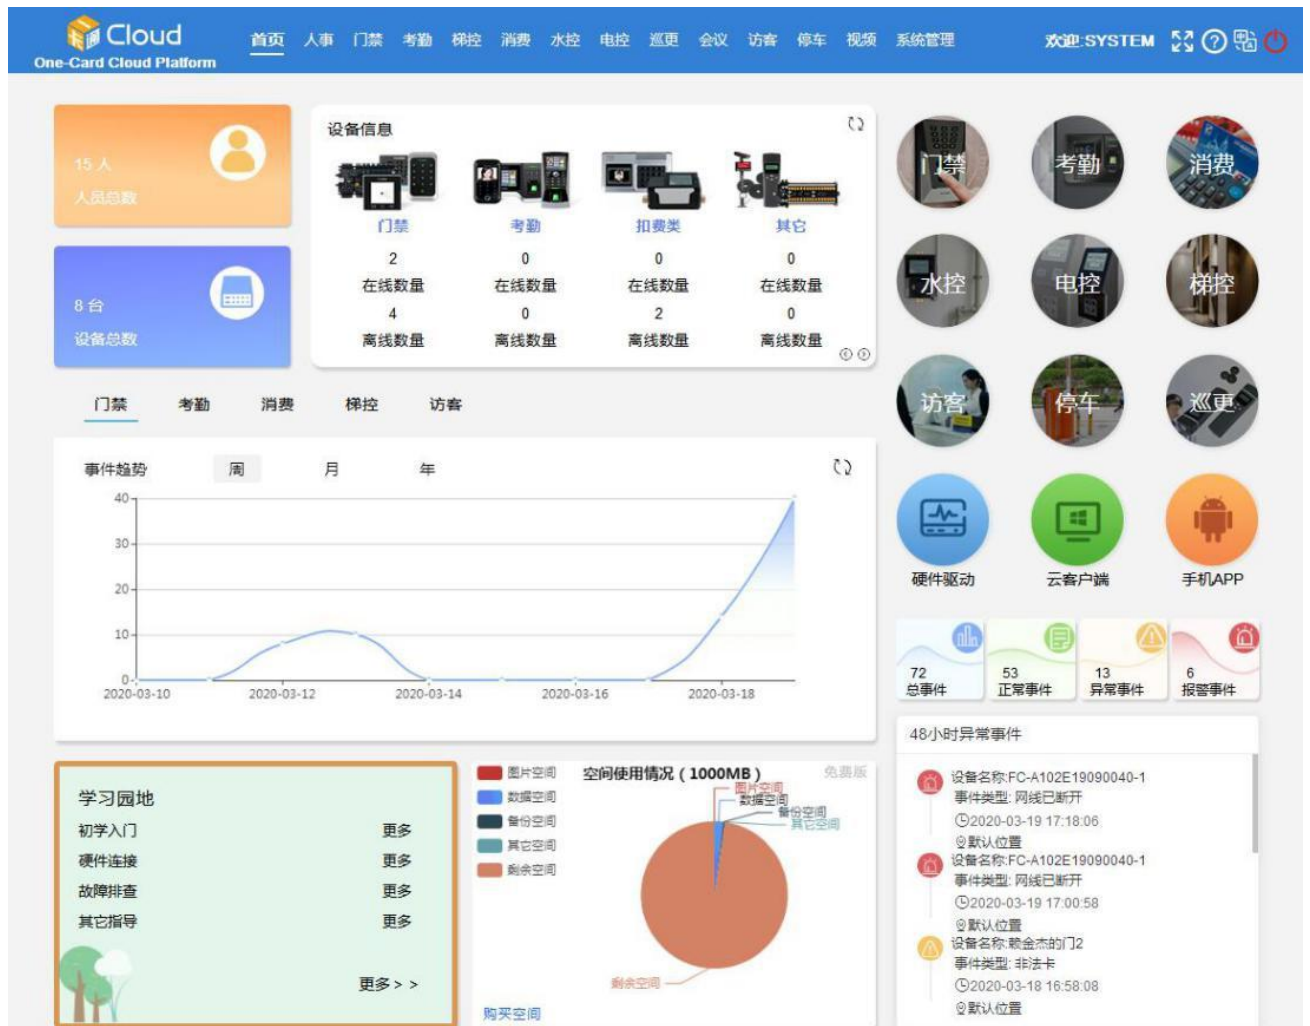 Cloud
One-Card Cloud Platform
首页 人事 门禁 考勤 梯控 消费 水控 电控 巡更 会议 访客 停车 视频 系统管理
欢迎:SYSTEM
15 人
人员总数
8 台
设备总数
设备信息
门禁 考勤 扣费类 其它
2 0 0 0
在线数量 在线数量 在线数量 在线数量
4 0 2 0
离线数量 离线数量 离线数量 离线数量
门禁 考勤 消费
水控 电控 梯控
访客 停车 巡更
硬件驱动 云客户端 手机APP
门禁 考勤 消费 梯控 访客
事件趋势 周 月 年
40
30
20
10
0
2020-03-10 2020-03-12 2020-03-14 2020-03-16 2020-03-18
72 53 13 6
总事件 正常事件 异常事件 报警事件
48小时异常事件
设备名称:FC-A102E19090040-1
事件类型: 网线已断开
2020-03-19 17:18:06
默认位置
设备名称:FC-A102E19090040-1
事件类型: 网线已断开
2020-03-19 17:00:58
默认位置
设备名称:赖金杰的门2
事件类型: 非法卡
2020-03-18 16:58:08
默认位置
学习园地
初学入门 更多
硬件连接 更多
故障排查 更多
其它指导 更多
更多> >
图片空间
数据空间
备份空间
其它空间
剩余空间
空间使用情况（1000MB）
免费版
图片空间
数据空间
备份空间
其它空间
剩余空间
购买空间